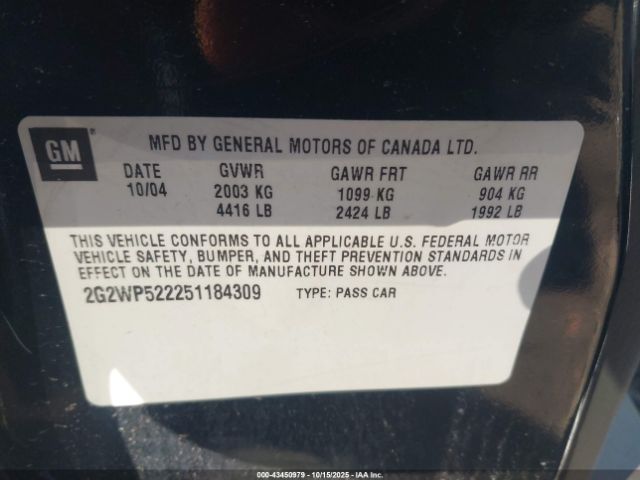 GM
MFD BY GENERAL MOTORS OF CANADA LTD.
DATE GVWR GAWR FRT GAWR RR
10/04 2003 KG 1099 KG 904 KG
4416 LB 2424 LB 1992 LB
THIS VEHICLE CONFORMS TO ALL APPLICABLE U.S. FEDERAL MOTOR
VEHICLE SAFETY, BUMPER, AND THEFT PREVENTION STANDARDS IN
EFFECT ON THE DATE OF MANUFACTURE SHOWN ABOVE.
2G2WP522251184309 TYPE: PASS CAR
000-43450979 | 10/15/2025 | IAA Inc.